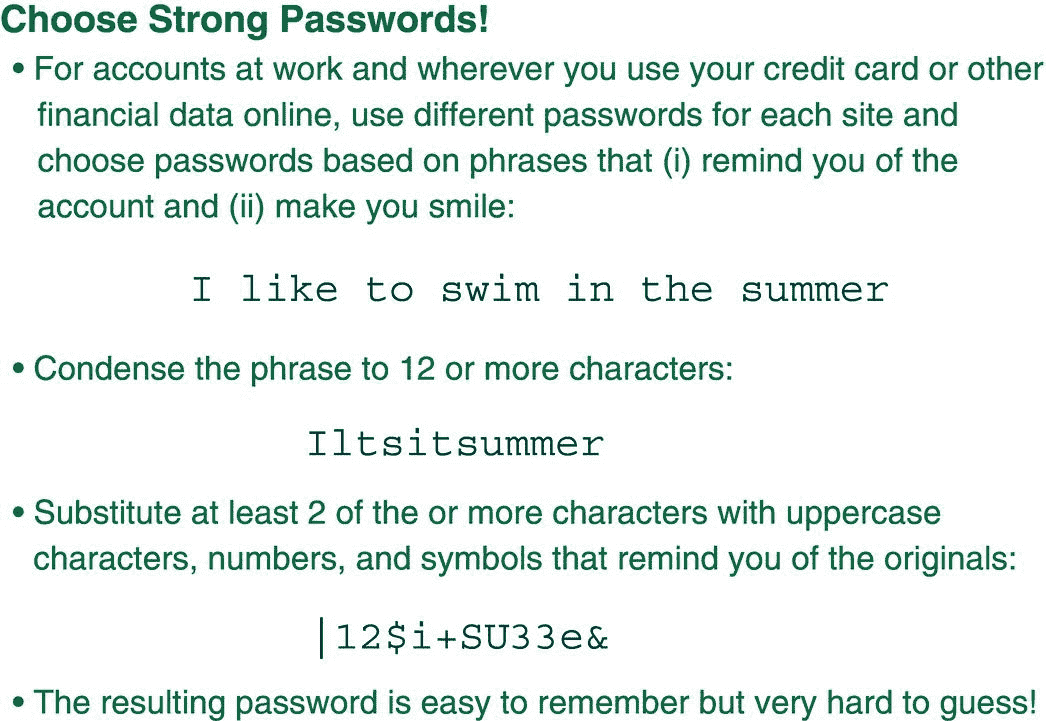 Choose Strong Passwords!
• For accounts at work and wherever you use your credit card or other
financial data online, use different passwords for each site and
choose passwords based on phrases that (i) remind you of the
account and (ii) make you smile:
I like to swim in the summer
• Condense the phrase to 12 or more characters:
Iltsitsummer
• Substitute at least 2 of the or more characters with uppercase
characters, numbers, and symbols that remind you of the originals:
|12$i+SU33e&
• The resulting password is easy to remember but very hard to guess!